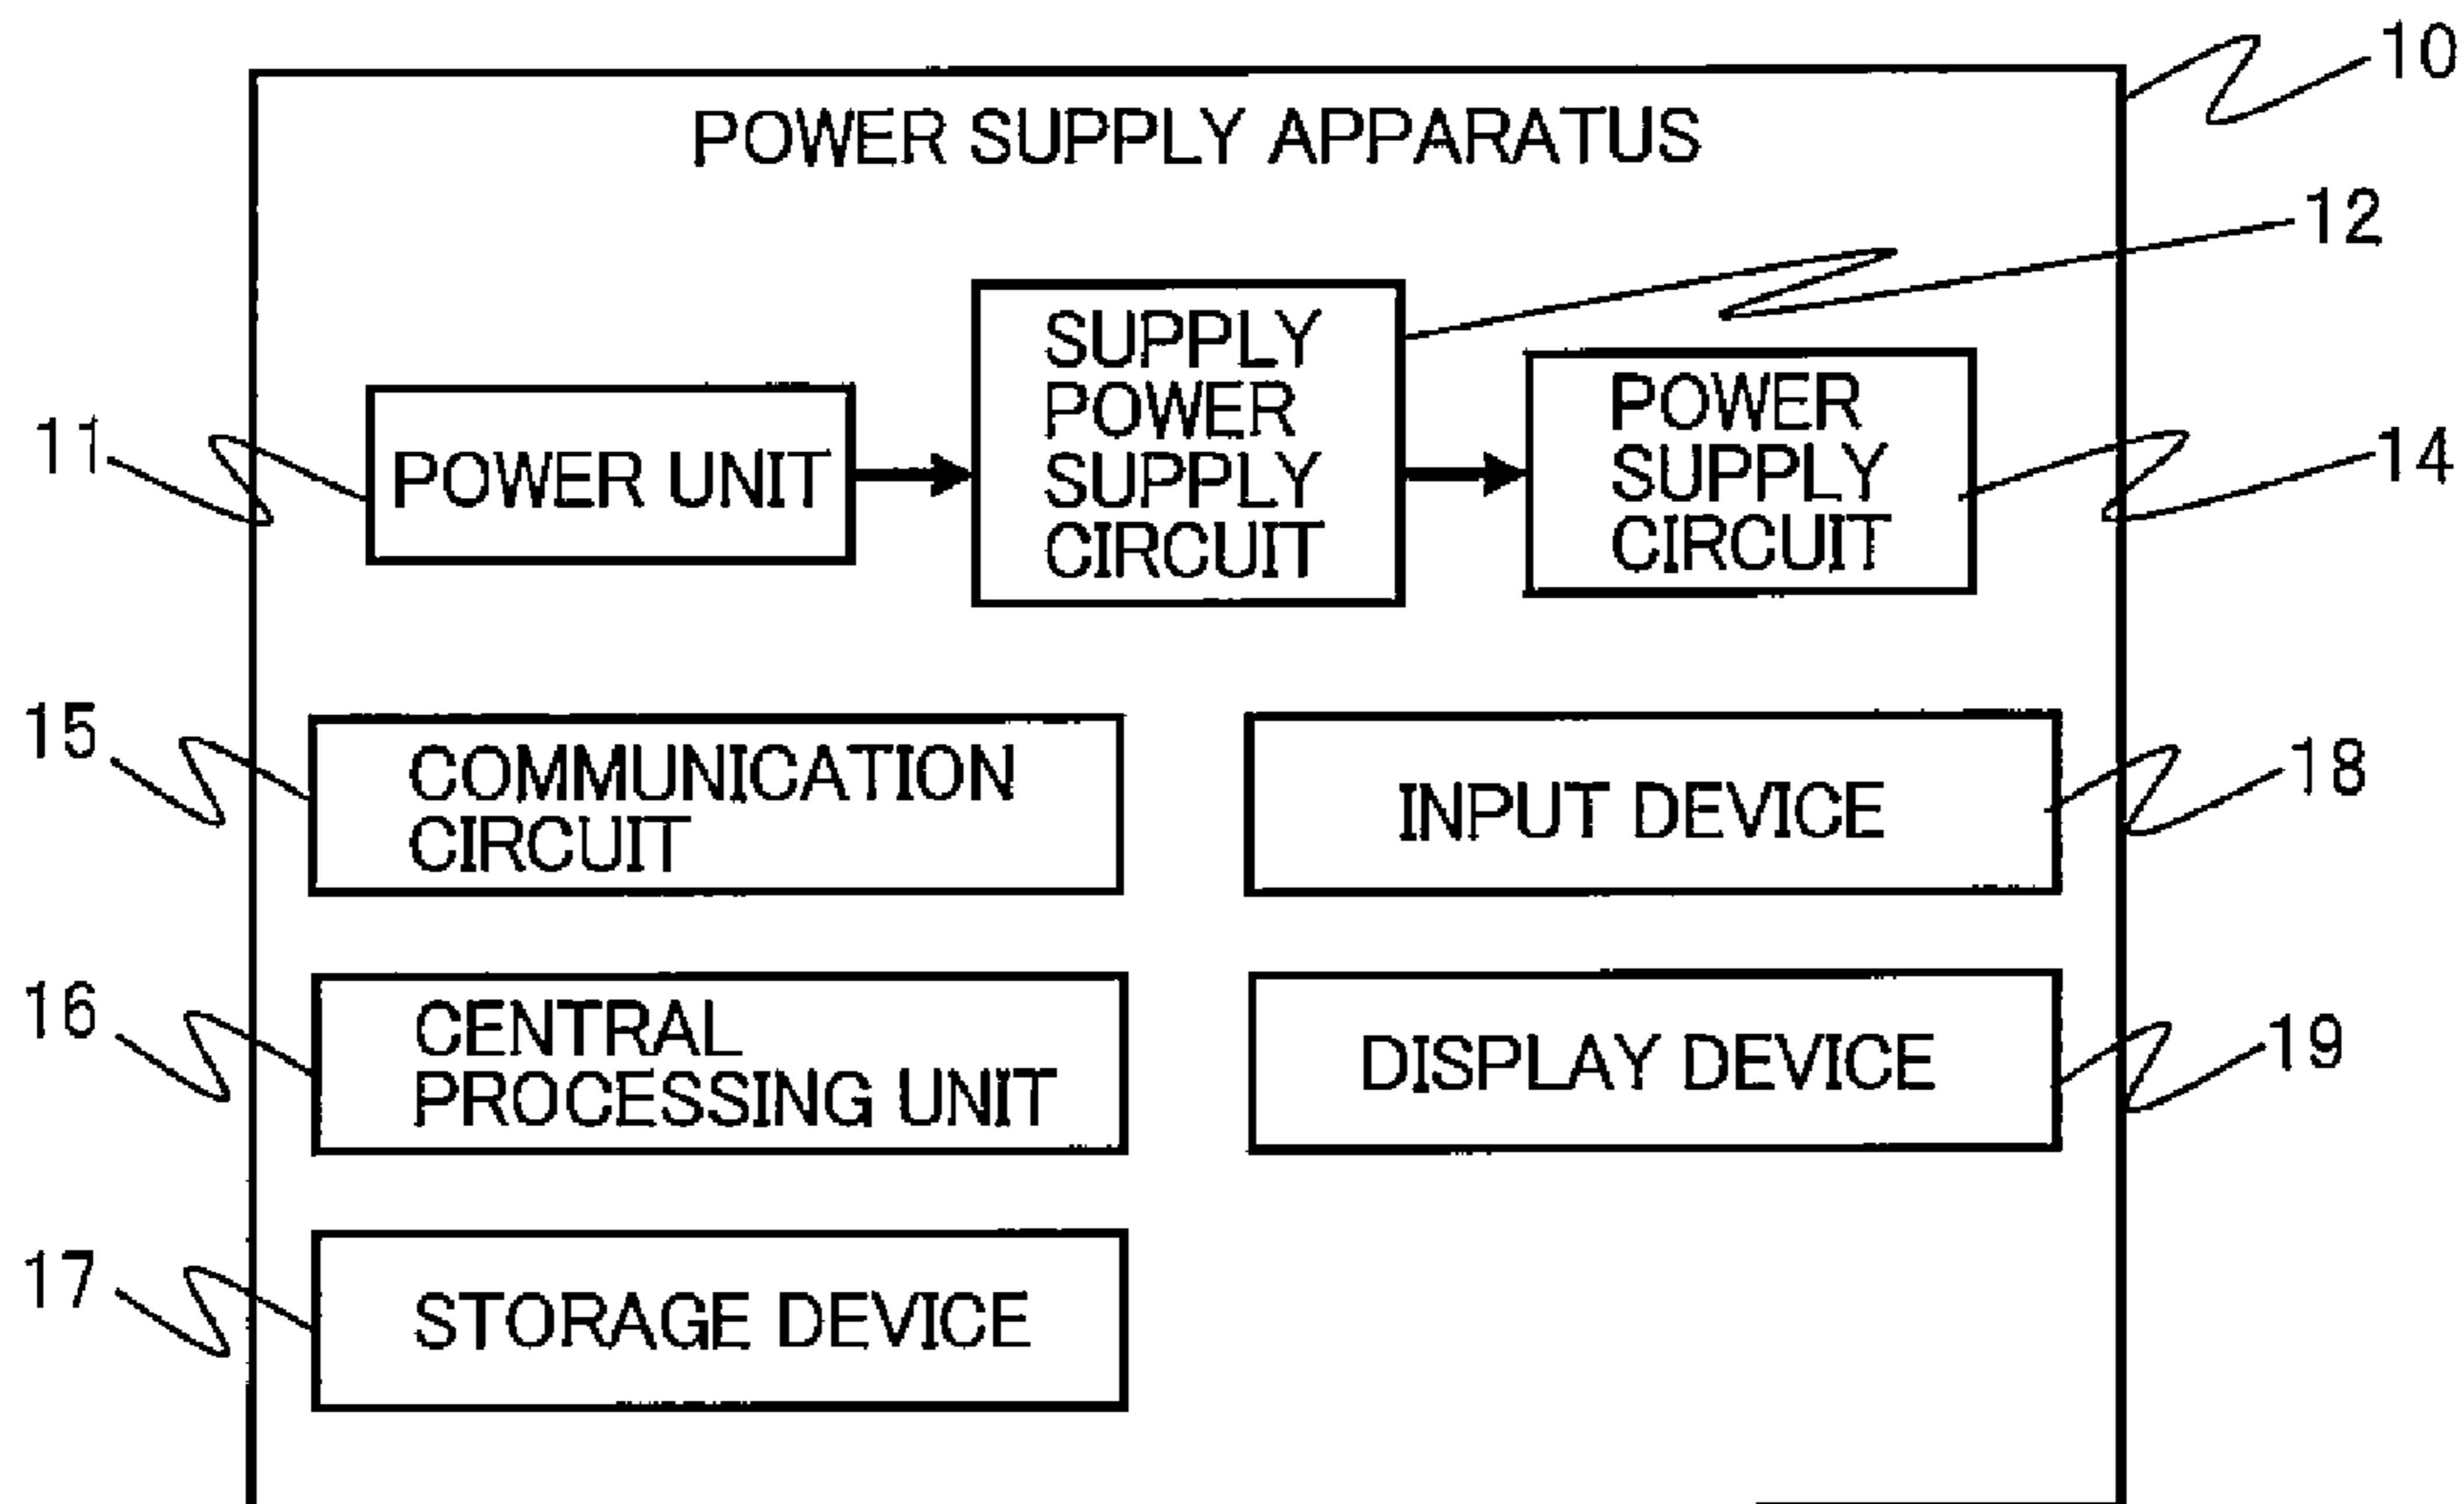 10
POWER SUPPLY APPARATUS
12
SUPPLY
POWER
SUPPLY
CIRCUIT
POWER
SUPPLY
CIRCUIT
11
POWER UNIT
14
15
COMMUNICATION
CIRCUIT
INPUT DEVICE
18
16
CENTRAL
PROCESSING UNIT
DISPLAY DEVICE
19
17
STORAGE DEVICE